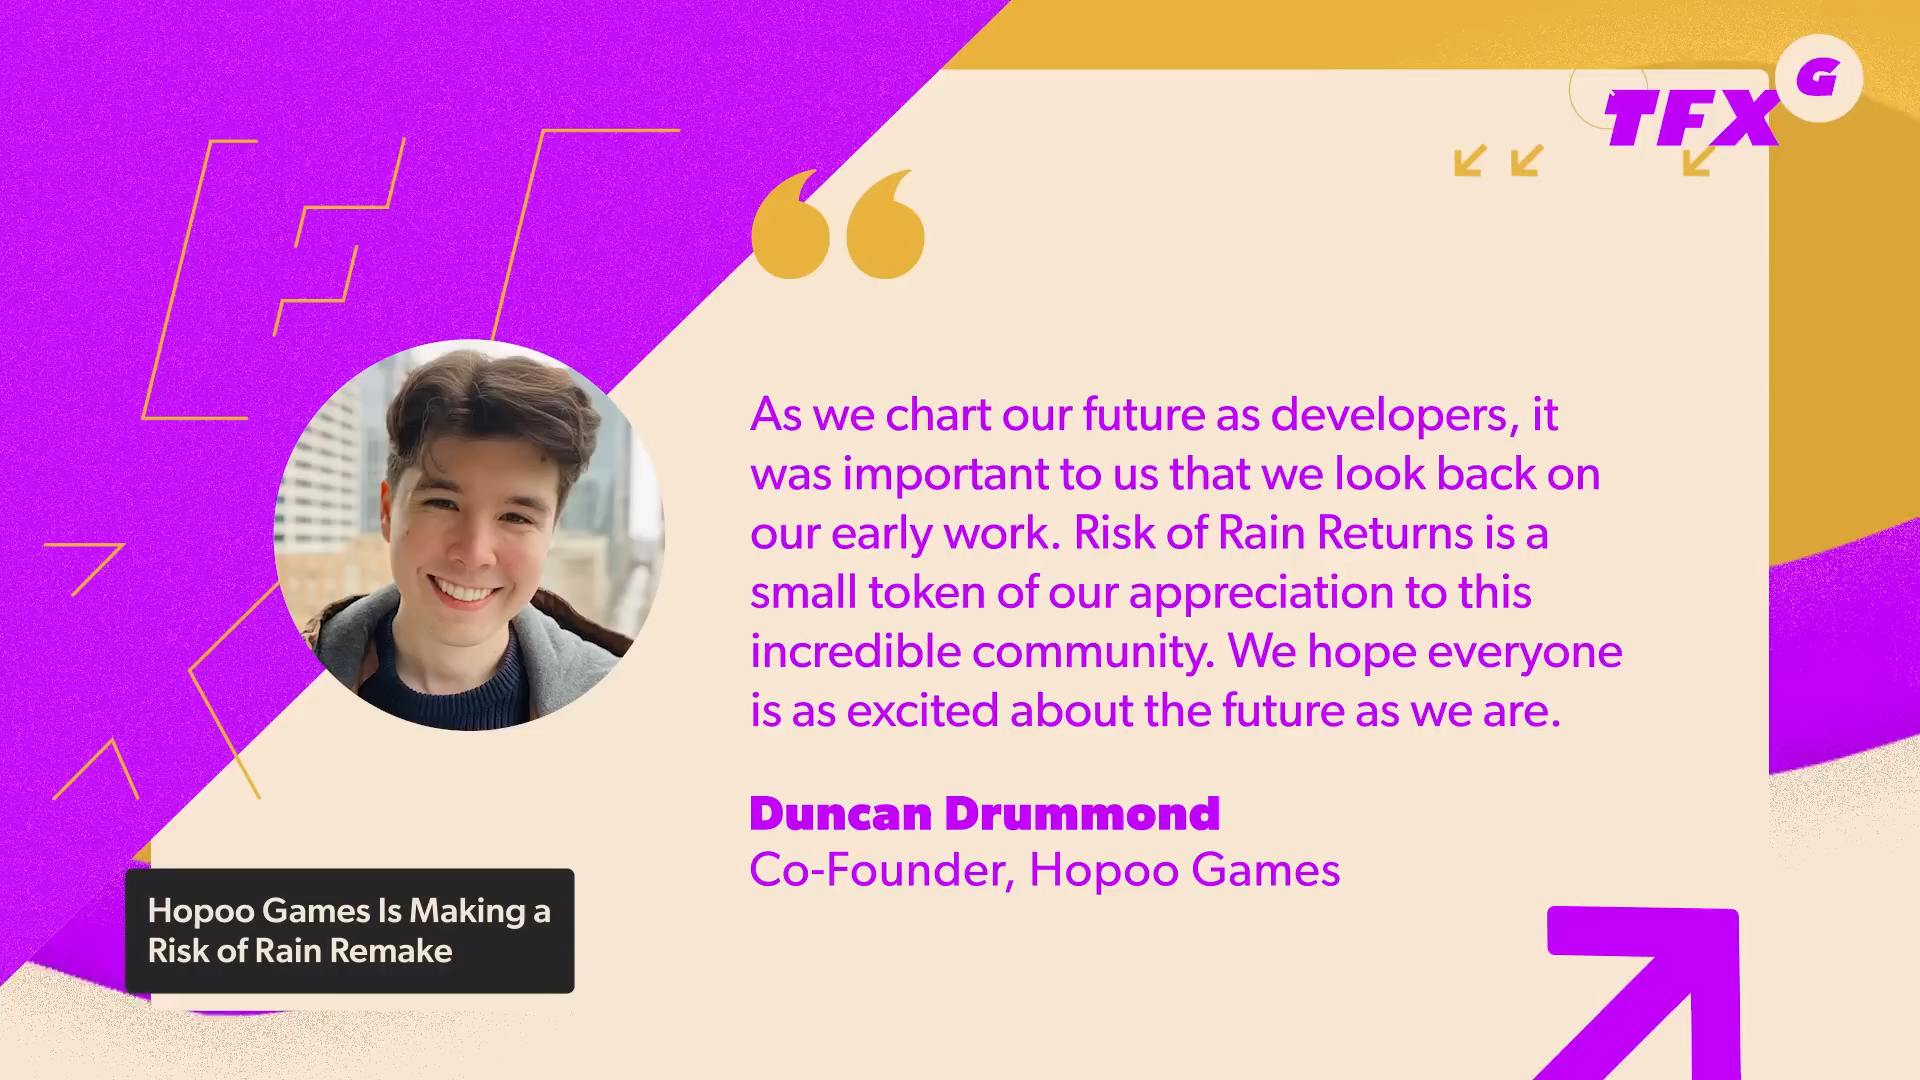 TFX
G
As we chart our future as developers, it
was important to us that we look back on
our early work. Risk of Rain Returns is a
small token of our appreciation to this
incredible community. We hope everyone
is as excited about the future as we are.
Duncan Drummond
Co-Founder, Hopoo Games
Hopoo Games Is Making a
Risk of Rain Remake